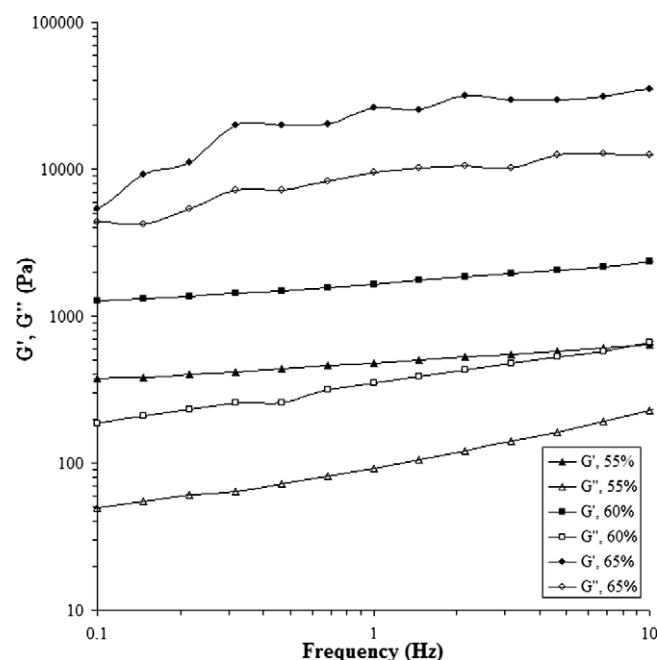 100000
10000
1000
100
10
G', G'' (Pa)
0.1
1
10
Frequency (Hz)
G', 55%
G'', 55%
G', 60%
G'', 60%
G', 65%
G'', 65%